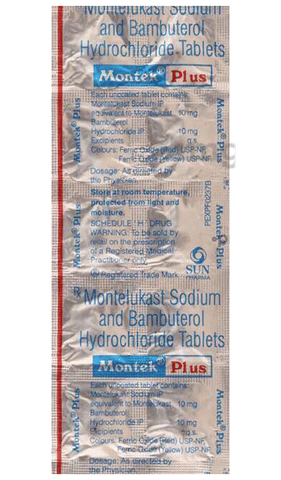 Montelukast Sodium
and Bambuterol
Hydrochloride Tablets
Montek® Plus
Each uncoated tablet contains:
Montelukast Sodium IP
equivalent to Montelukast 10 mg
Bambuterol
Hydrochloride IP 10 mg
Excipients q.s.
Colours: Ferric Oxide (Red) USP-NF,
Ferric Oxide (Yellow) USP-NF.
Dosage: As directed by
the Physician.
Store at room temperature,
protected from light and
moisture.
SCHEDULE 'H' DRUG
WARNING: To be sold by
retail on the prescription
of a Registered Medical
Practitioner only.
® Registered Trade Mark
SUN
PHARMA
Montek® Plus
Montek® Plus
Montelukast Sodium
and Bambuterol
Hydrochloride Tablets
Montek® Plus
Each uncoated tablet contains:
Montelukast Sodium IP
equivalent to Montelukast 10 mg
Bambuterol
Hydrochloride IP 10 mg
Excipients q.s.
Colours: Ferric Oxide (Red) USP-NF,
Ferric Oxide (Yellow) USP-NF.
Dosage: As directed by
the Physician.
Montek® Plus